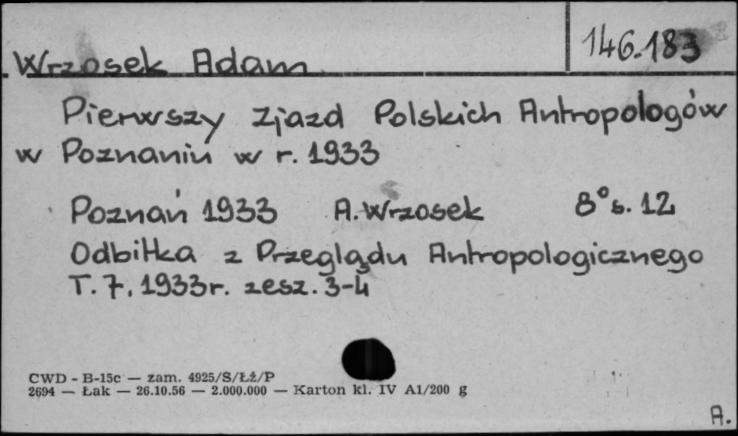 146.183
Wrzosek Adam
Pierwszy Zjazd Polskich Antropologów
w Poznaniu w r. 1933
Poznań 1933 A. Wrzosek 8° s. 12
Odbitka z Przeglądu Antropologicznego
T. 7. 1933 r. zesz. 3-4
CWD - B-15c — zam. 4925/S/ŁŻ/P
2694 — Łak — 26.10.56 — 2.000.000 — Karton kl. IV A1/200 g
A.